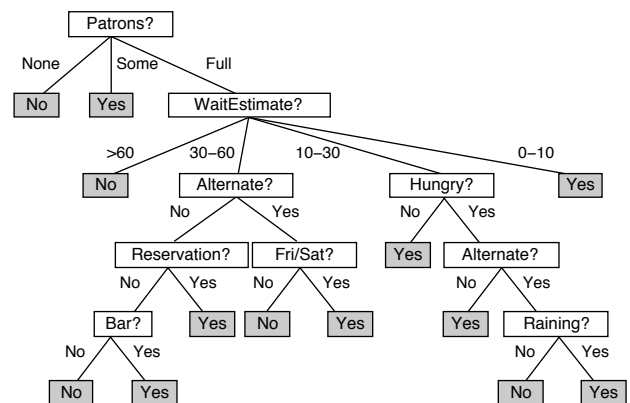 Patrons?
None Some Full
No Yes WaitEstimate?
>60 30–60 10–30 0–10
No Alternate? Hungry? Yes
No Yes No Yes
Reservation? Fri/Sat? Yes Alternate?
No Yes No Yes No Yes
Bar? Yes No Yes Yes Raining?
No Yes No Yes
No Yes No Yes